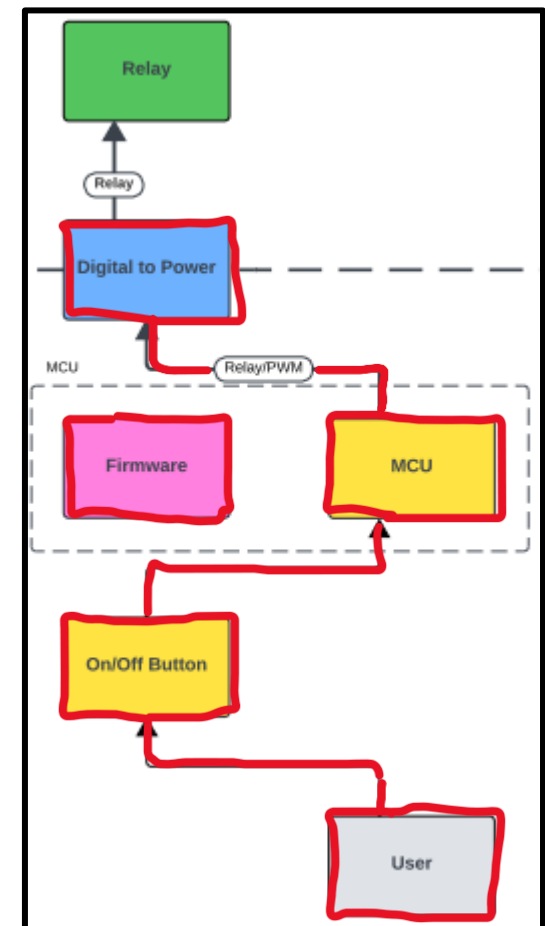 Relay
Relay
Digital to Power
MCU
Relay/PWM
Firmware
MCU
On/Off Button
User